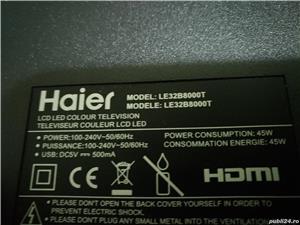 Haier
MODEL: LE32B8000T
MODELE: LE32B8000T
LCD LED COLOUR TELEVISION
TELEVISEUR COULEUR LCD LED
• POWER:100-240V~50/60Hz
• PUISSANCE:100-240V~50/60Hz
• USB: DC5V ⎓ 500mA
POWER CONSUMPTION: 45W
CONSOMMATION ENERGIE: 45W
HDMI
• PLEASE DON'T OPEN THE BACK COVER BY YOURSELF IN ORDER TO
PREVENT ELECTRIC SHOCK.
• PLEASE DON'T PLUG ANY SMALL METAL INTO THE VENTILATION
publi24.ro